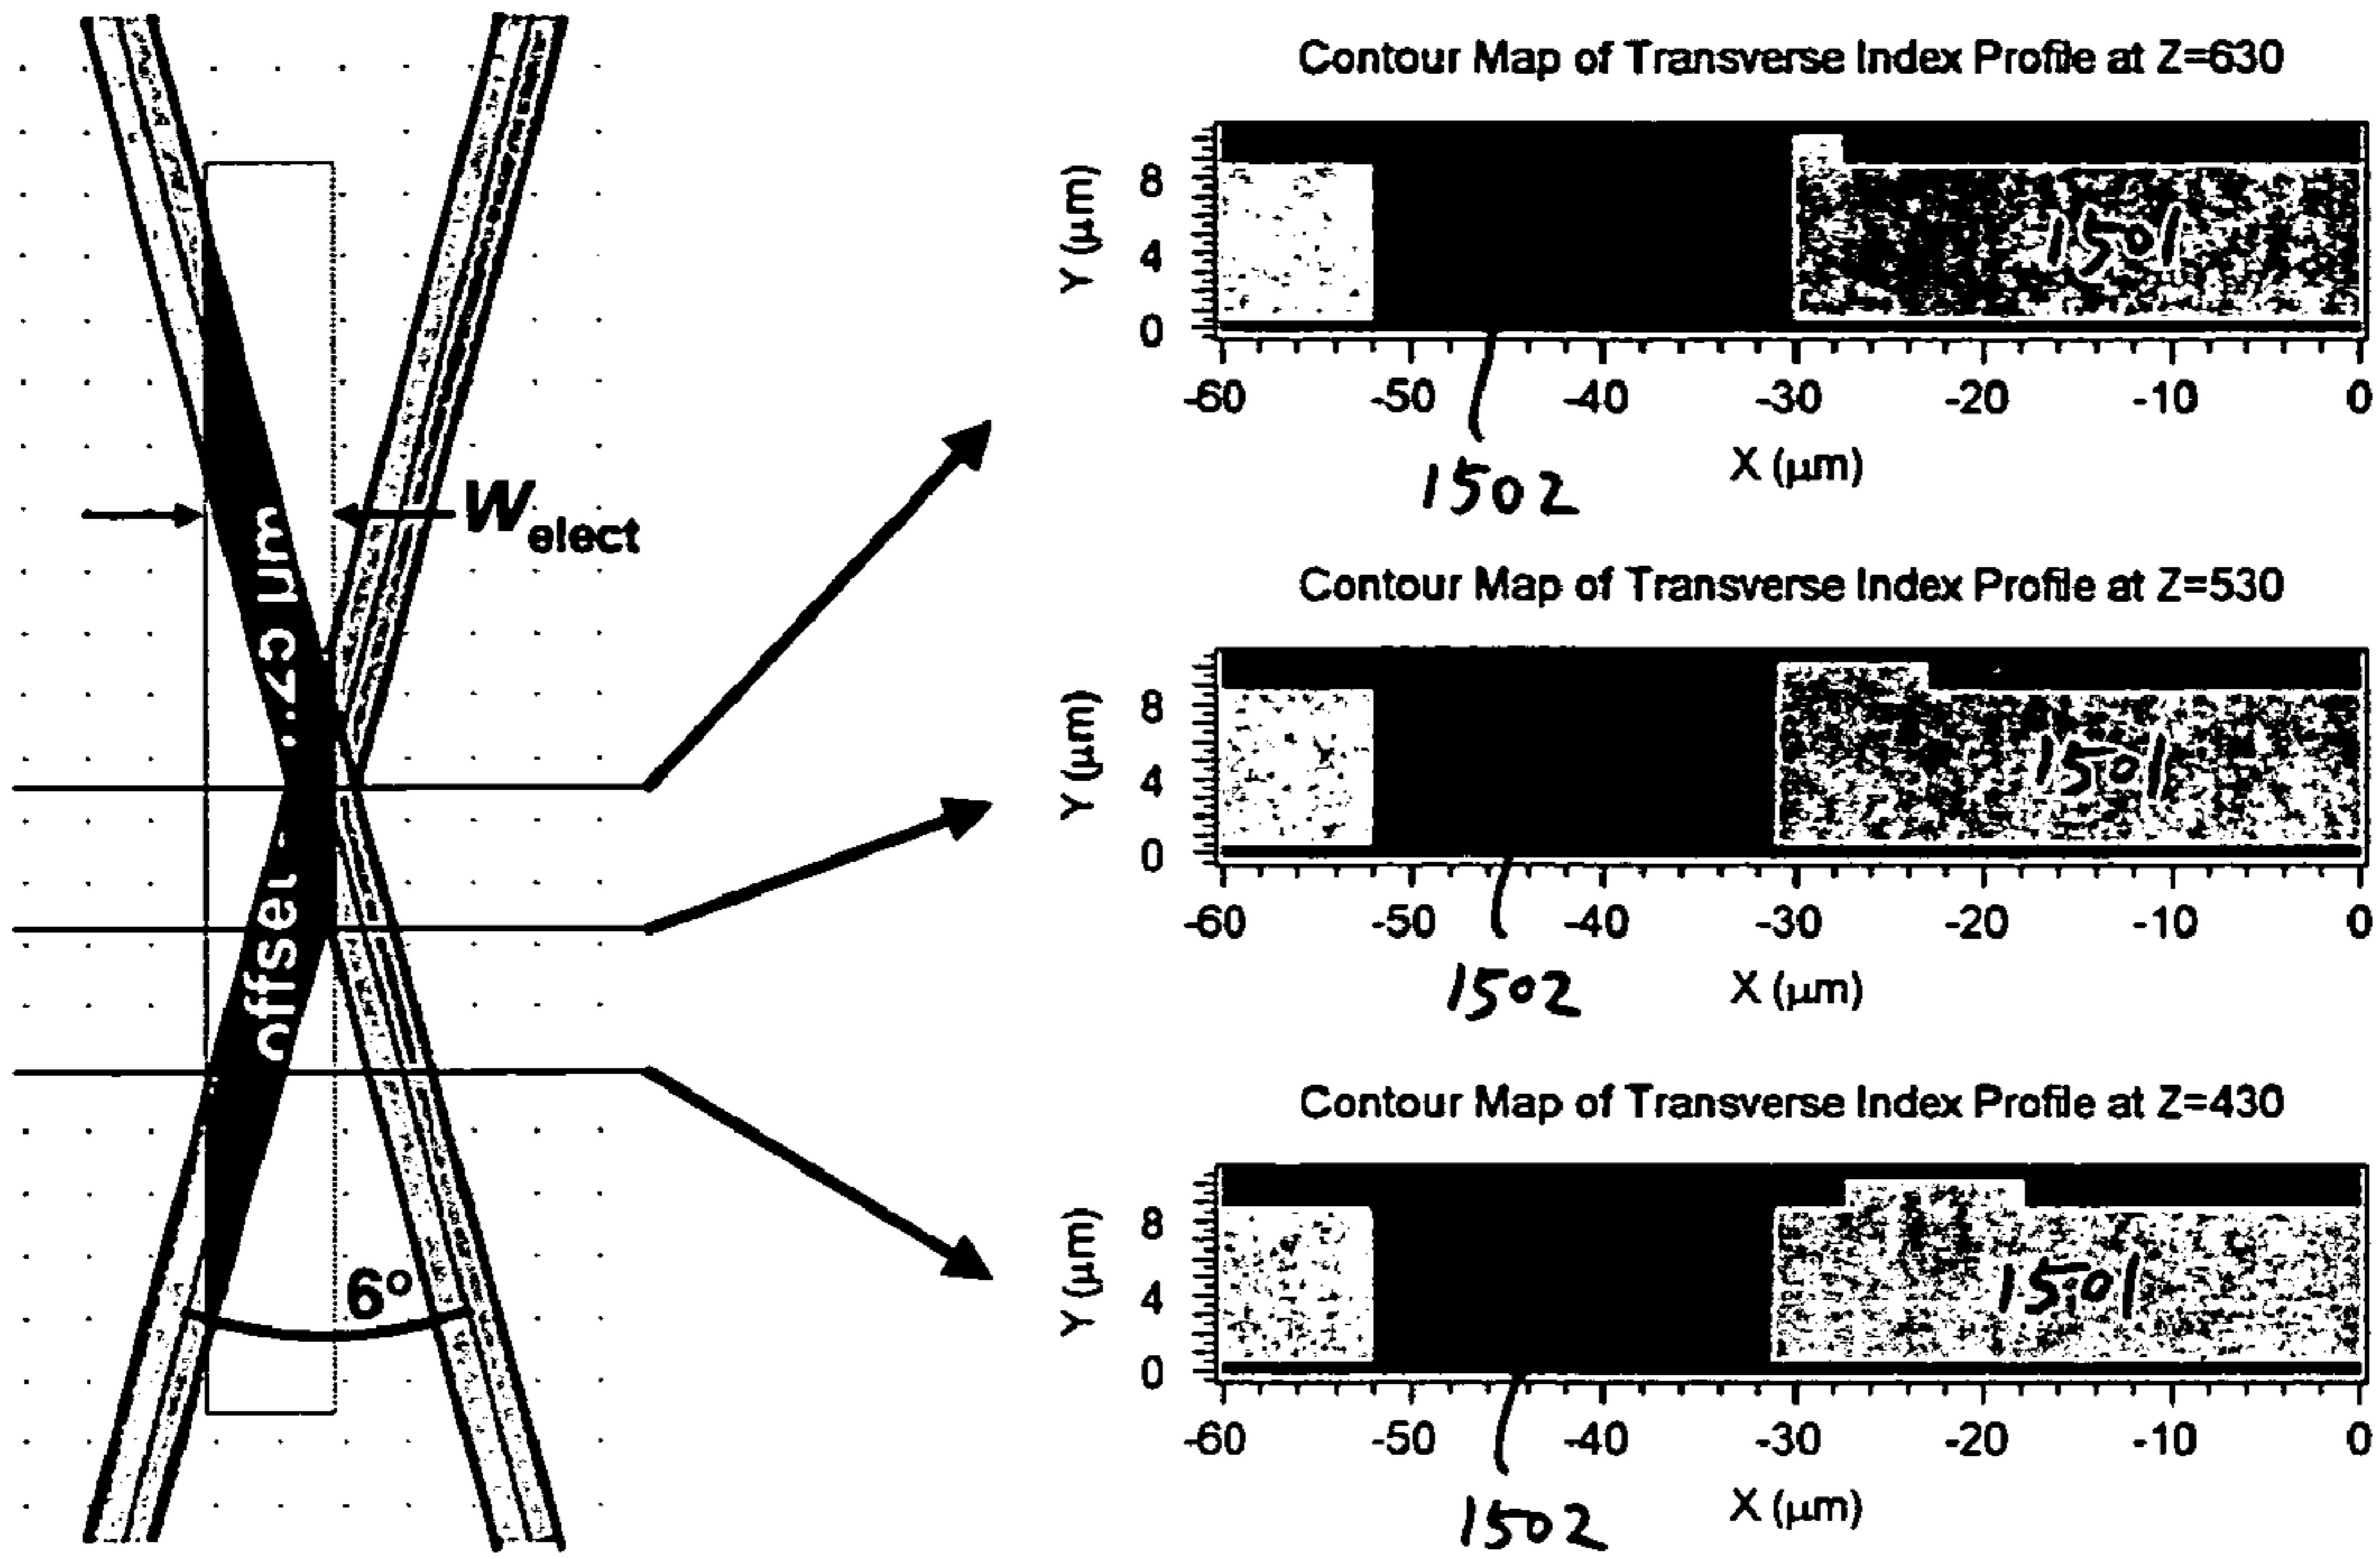 W elect
offset
μm
6°
Contour Map of Transverse Index Profile at Z=630
Y (μm)
8
4
0
-60 -50 -40 -30 -20 -10 0
X (μm)
1501
1502
Contour Map of Transverse Index Profile at Z=530
Y (μm)
8
4
0
-60 -50 -40 -30 -20 -10 0
X (μm)
1501
1502
Contour Map of Transverse Index Profile at Z=430
Y (μm)
8
4
0
-60 -50 -40 -30 -20 -10 0
X (μm)
1501
1502